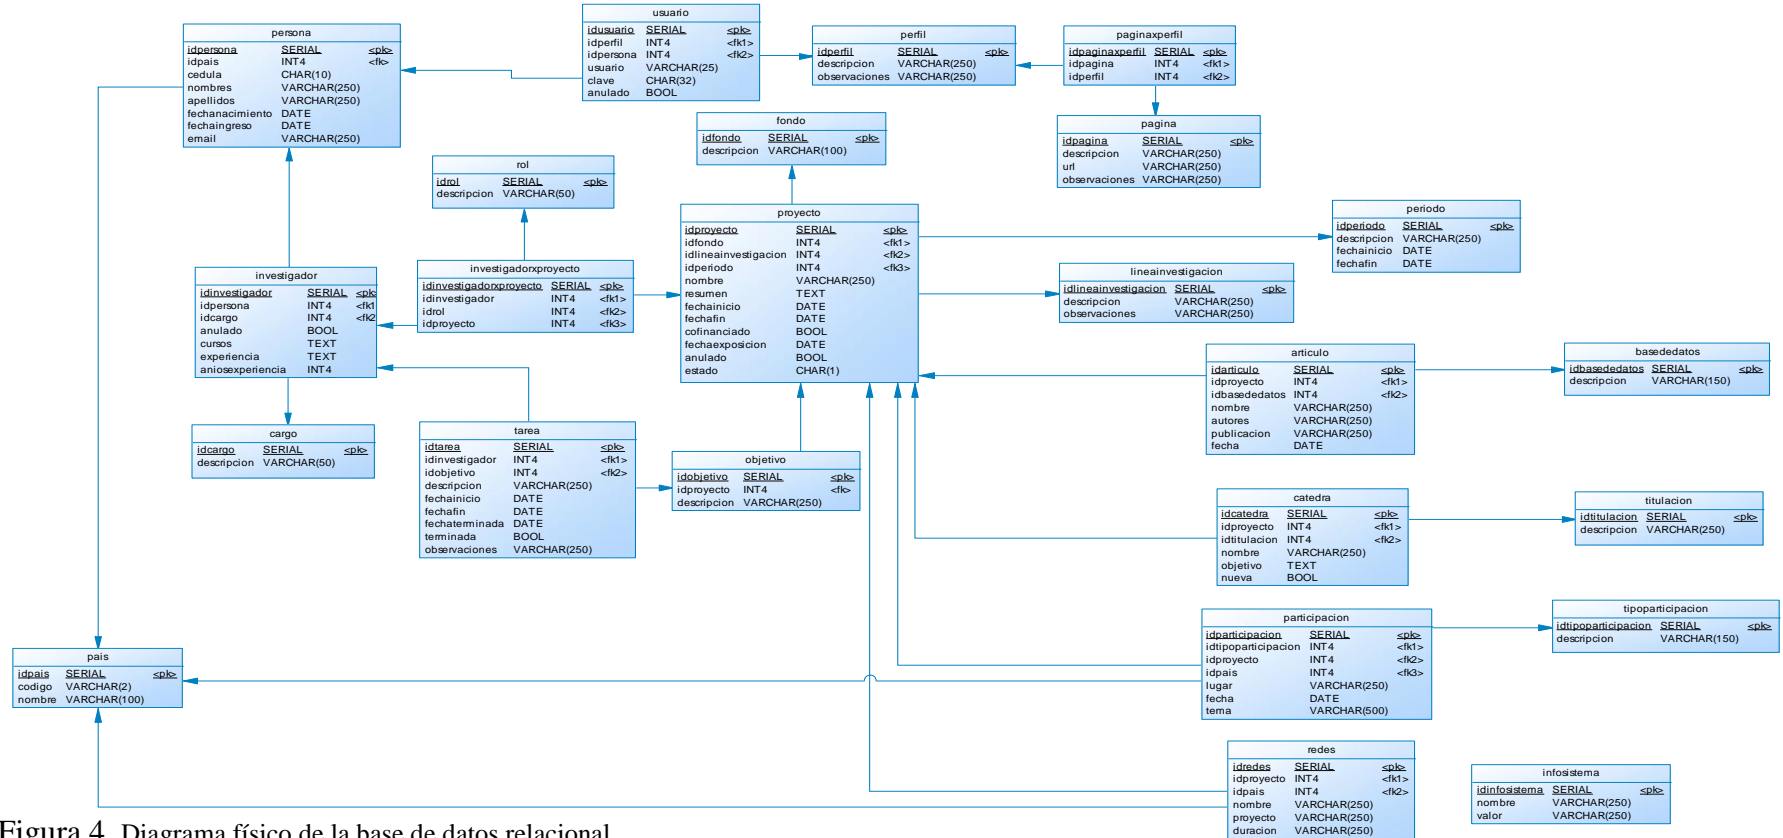 persona
idpersona SERIAL <pk>
idpais INT4 <fk>
cedula CHAR(10)
nombres VARCHAR(250)
apellidos VARCHAR(250)
fechanacimiento DATE
fechaingreso DATE
email VARCHAR(250)
usuario
idusuario SERIAL <pk>
idperfil INT4 <fk1>
idpersona INT4 <fk2>
usuario VARCHAR(25)
clave CHAR(32)
anulado BOOL
perfil
idperfil SERIAL <pk>
descripcion VARCHAR(250)
observaciones VARCHAR(250)
paginaxperfil
idpaginaxperfil SERIAL <pk>
idpagina INT4 <fk1>
idperfil INT4 <fk2>
pagina
idpagina SERIAL <pk>
descripcion VARCHAR(250)
url VARCHAR(250)
observaciones VARCHAR(250)
fondo
idfondo SERIAL <pk>
descripcion VARCHAR(100)
rol
idrol SERIAL <pk>
descripcion VARCHAR(50)
proyecto
idproyecto SERIAL <pk>
idfondo INT4 <fk1>
idlineainvestigacion INT4 <fk2>
idperiodo INT4 <fk3>
nombre VARCHAR(250)
resumen TEXT
fechainicio DATE
fechafin DATE
cofinanciado BOOL
fechaexposicion DATE
anulado BOOL
estado CHAR(1)
periodo
idperiodo SERIAL <pk>
descripcion VARCHAR(250)
fechainicio DATE
fechafin DATE
lineainvestigacion
idlineainvestigacion SERIAL <pk>
descripcion VARCHAR(250)
observaciones VARCHAR(250)
investigador
idinvestigador SERIAL <pk
idpersona INT4 <fk1
idcargo INT4 <fk2
anulado BOOL
cursos TEXT
experiencia TEXT
aniosexperiencia INT4
investigadorxproyecto
idinvestigadorxproyecto SERIAL <pk>
idinvestigador INT4 <fk1>
idrol INT4 <fk2>
idproyecto INT4 <fk3>
articulo
idarticulo SERIAL <pk>
idproyecto INT4 <fk1>
idbasededatos INT4 <fk2>
nombre VARCHAR(250)
autores VARCHAR(250)
publicacion VARCHAR(250)
fecha DATE
basededatos
idbasededatos SERIAL <pk>
descripcion VARCHAR(150)
cargo
idcargo SERIAL <pk>
descripcion VARCHAR(50)
tarea
idtarea SERIAL <pk>
idinvestigador INT4 <fk1>
idobjetivo INT4 <fk2>
descripcion VARCHAR(250)
fechainicio DATE
fechafin DATE
fechaterminada DATE
terminada BOOL
observaciones VARCHAR(250)
objetivo
idobjetivo SERIAL <pk>
idproyecto INT4 <fk>
descripcion VARCHAR(250)
catedra
idcatedra SERIAL <pk>
idproyecto INT4 <fk1>
idtitulacion INT4 <fk2>
nombre VARCHAR(250)
objetivo TEXT
nueva BOOL
titulacion
idtitulacion SERIAL <pk>
descripcion VARCHAR(250)
participacion
idparticipacion SERIAL <pk>
idtipoparticipacion INT4 <fk1>
idproyecto INT4 <fk2>
idpais INT4 <fk3>
lugar VARCHAR(250)
fecha DATE
tema VARCHAR(500)
tipoparticipacion
idtipoparticipacion SERIAL <pk>
descripcion VARCHAR(150)
pais
idpais SERIAL <pk>
codigo VARCHAR(2)
nombre VARCHAR(100)
redes
idredes SERIAL <pk>
idproyecto INT4 <fk1>
idpais INT4 <fk2>
nombre VARCHAR(250)
proyecto VARCHAR(250)
duracion VARCHAR(250)
infosistema
idinfosistema SERIAL <pk>
nombre VARCHAR(250)
valor VARCHAR(250)
Figura 4. Diagrama físico de la base de datos relacional